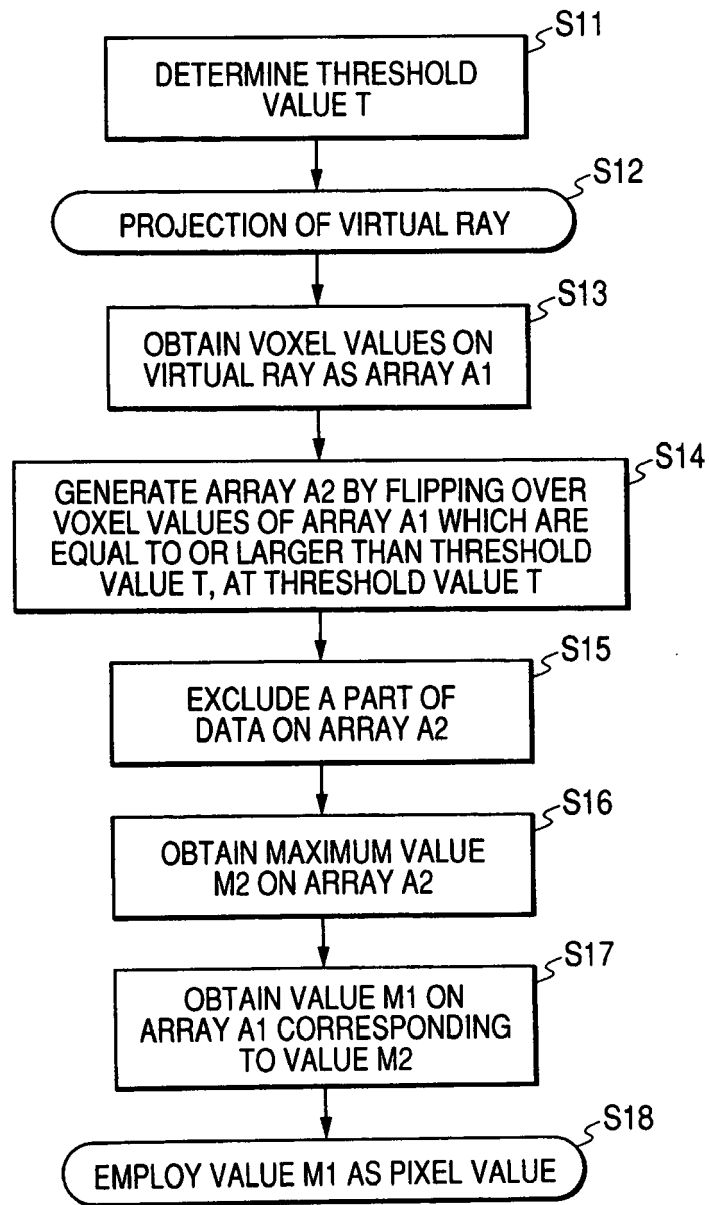 S11
DETERMINE THRESHOLD
VALUE T
S12
PROJECTION OF VIRTUAL RAY
S13
OBTAIN VOXEL VALUES ON
VIRTUAL RAY AS ARRAY A1
S14
GENERATE ARRAY A2 BY FLIPPING OVER
VOXEL VALUES OF ARRAY A1 WHICH ARE
EQUAL TO OR LARGER THAN THRESHOLD
VALUE T, AT THRESHOLD VALUE T
S15
EXCLUDE A PART OF
DATA ON ARRAY A2
S16
OBTAIN MAXIMUM VALUE
M2 ON ARRAY A2
S17
OBTAIN VALUE M1 ON
ARRAY A1 CORRESPONDING
TO VALUE M2
S18
EMPLOY VALUE M1 AS PIXEL VALUE